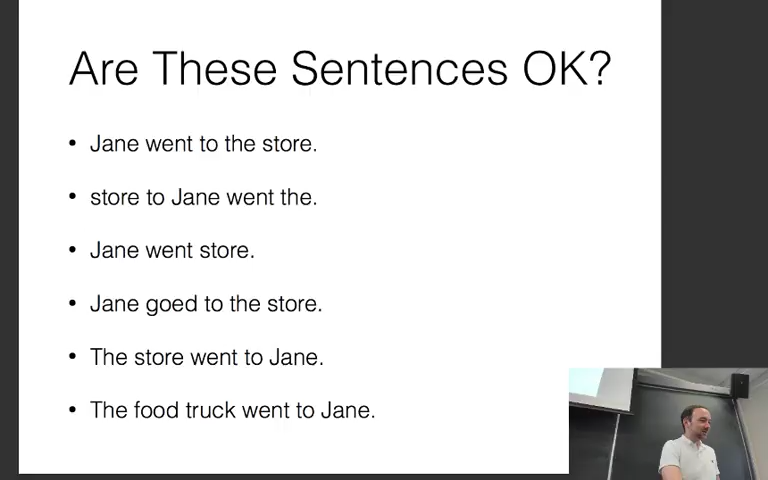 Are These Sentences OK?
• Jane went to the store.
• store to Jane went the.
• Jane went store.
• Jane goed to the store.
• The store went to Jane.
• The food truck went to Jane.